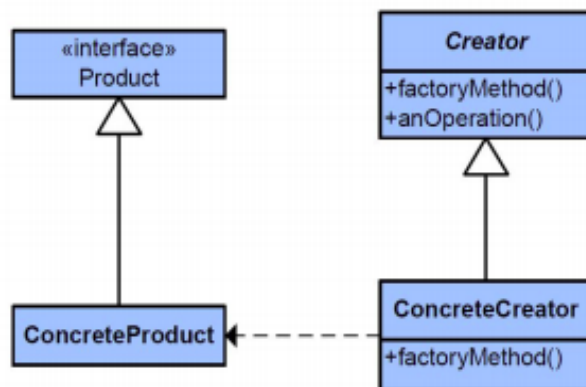 «interface»
Product
Creator
+factoryMethod()
+anOperation()
ConcreteProduct
ConcreteCreator
+factoryMethod()